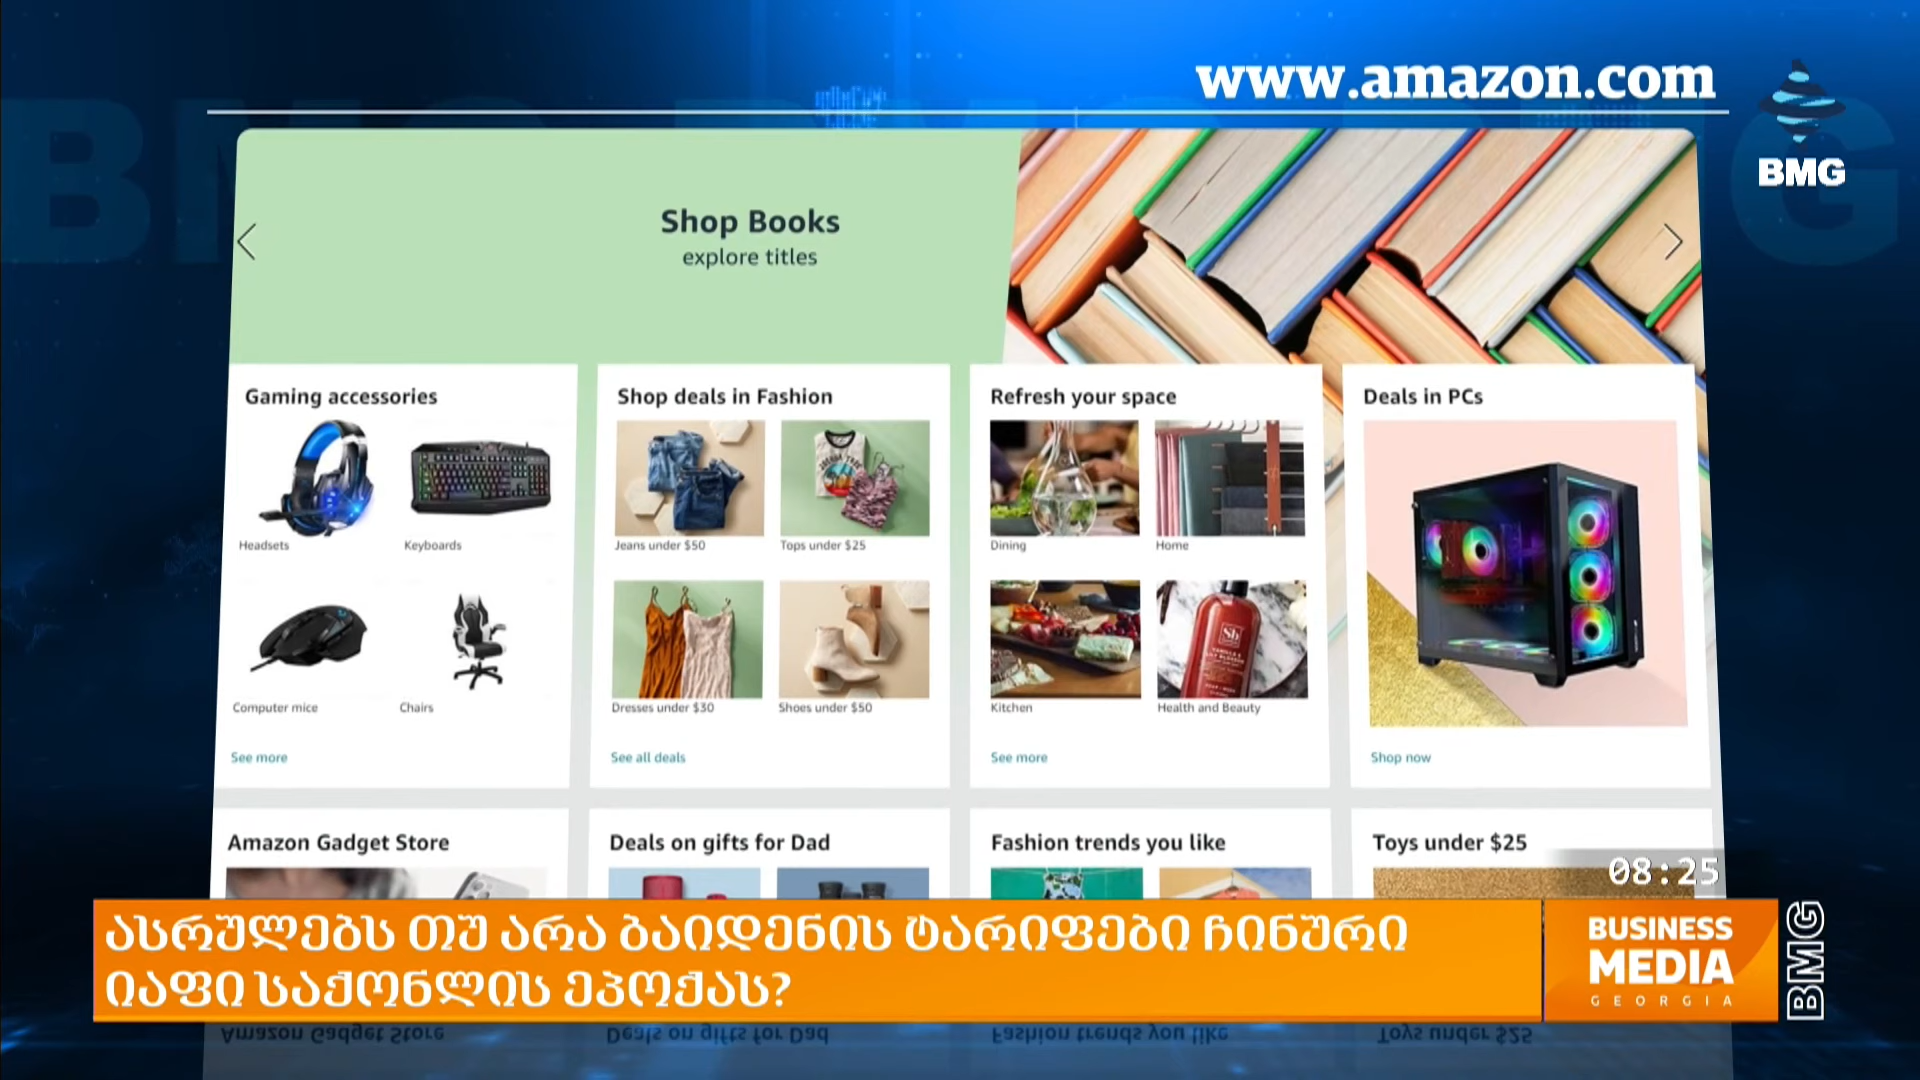 www.amazon.com
BMG
Shop Books
explore titles
Gaming accessories
Shop deals in Fashion
Refresh your space
Deals in PCs
Headsets
Keyboards
Jeans under $50
Tops under $25
Dining
Home
Computer mice
Chairs
Dresses under $30
Shoes under $50
Kitchen
Health and Beauty
See more
See all deals
See more
Shop now
Amazon Gadget Store
Deals on gifts for Dad
Fashion trends you like
Toys under $25
08:25
ასრულებს თუ არა ბაიდენის ტარიფები ჩინური
იაფი საქონლის ეპოქას?
BUSINESS
MEDIA
GEORGIA
BMG